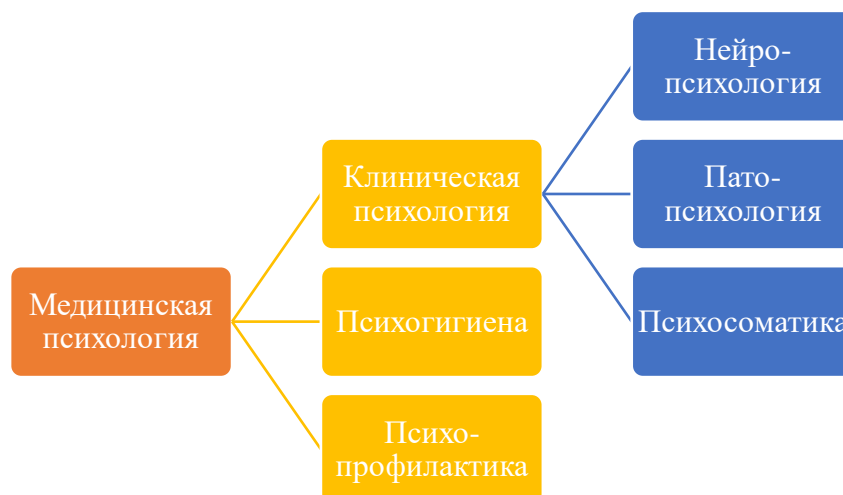 Медицинская
психология
Клиническая
психология
Психогигиена
Психо-
профилактика
Нейро-
психология
Пато-
психология
Психосоматика